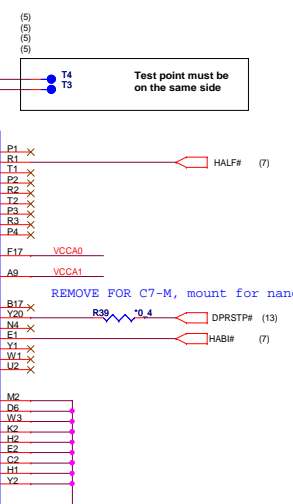 (5)
(5)
(5)
(5)
T4 Test point must be
T3 on the same side
P1
R1 HALF# (7)
T1
P2
R2
T2
P3
R3
P4
F17 VCCA0
A9 VCCA1
REMOVE FOR C7-M, mount for nano
B17
Y20 R39 *0_4 DPRSTP# (13)
N4
E1 HABI# (7)
Y1
W1
U2
M2
D6
W3
K2
H2
E2
C2
H1
Y2